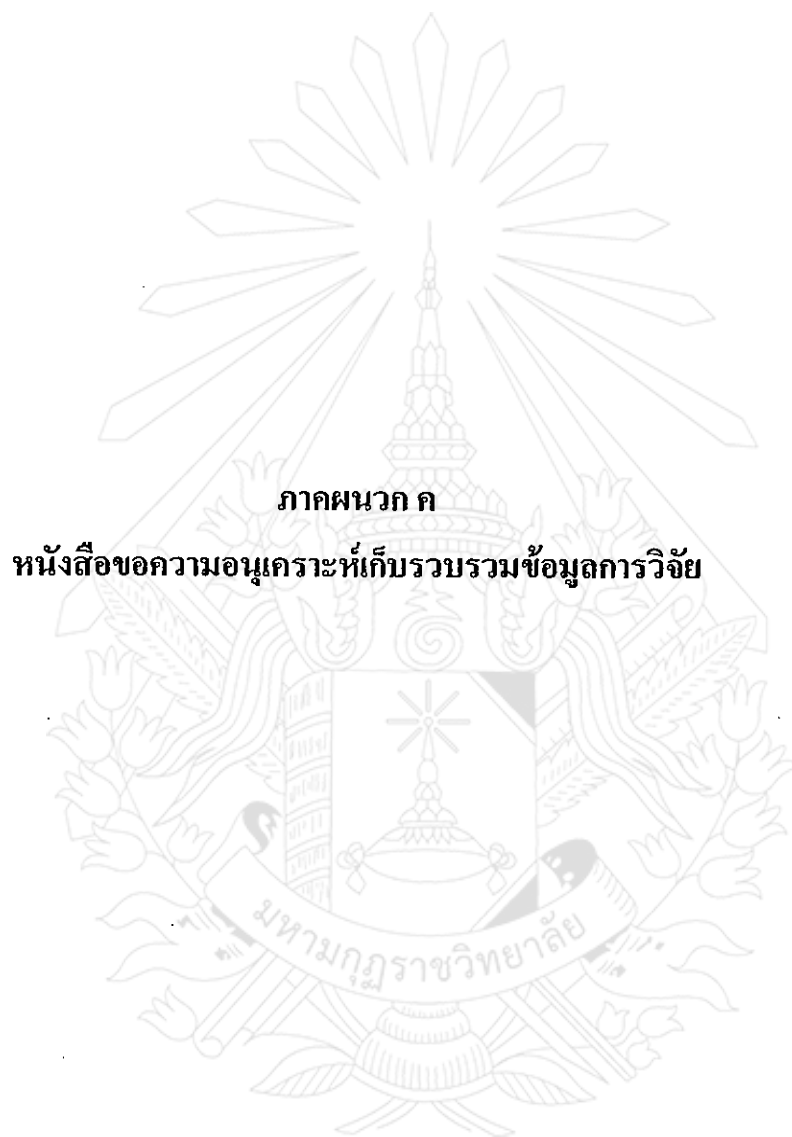 ภาคผนวก ค
หนังสือขอความอนุเคราะห์เก็บรวบรวมข้อมูลการวิจัย
มหามกุฏราชวิทยาลัย